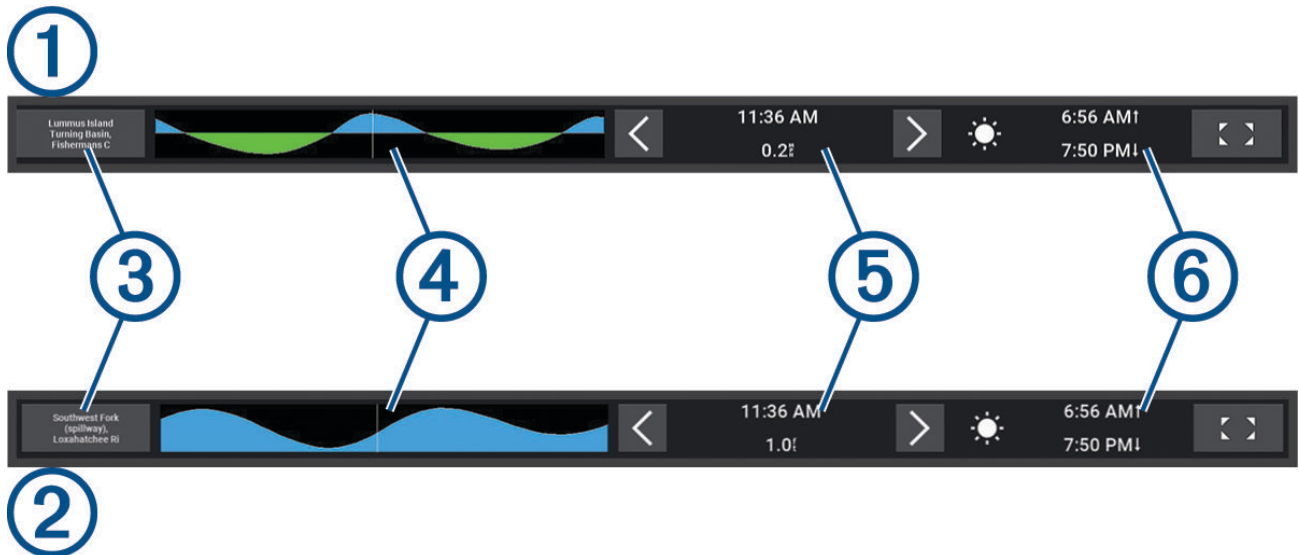 1
Lummus Island
Turning Basin,
Fishermans C
11:36 AM
0.2
6:56 AM↑
7:50 PM↓
3
4
5
6
Southwest Fork
(spillway),
Loxahatchee Ri
11:36 AM
1.0
6:56 AM↑
7:50 PM↓
2